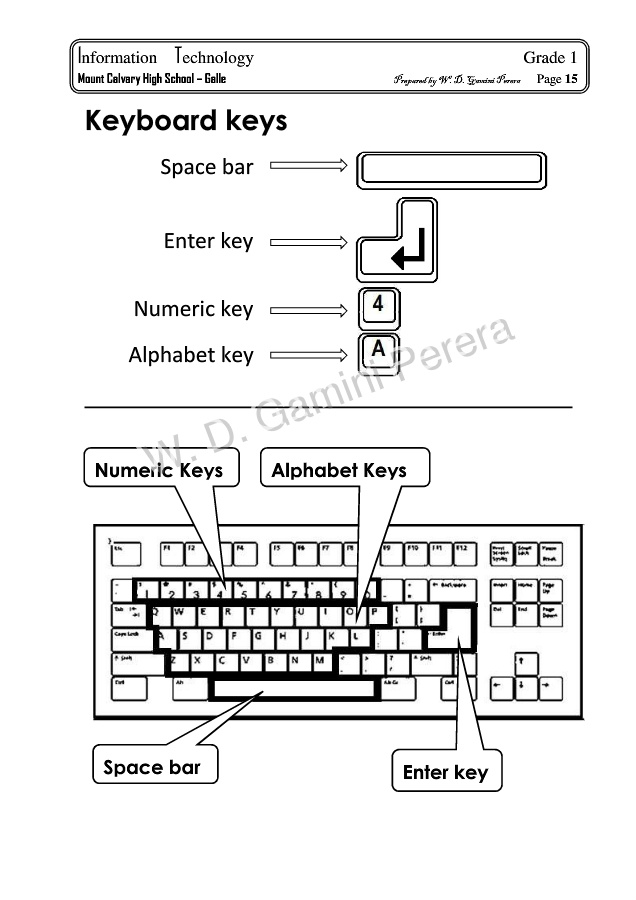 Information Technology Grade 1
Mount Calvary High School – Galle Prepared by W. D. Gamini Perera Page 15
Keyboard keys
Space bar
Enter key
Numeric key 4
Alphabet key A
W. D. Gamini Perera
Numeric Keys Alphabet Keys
Esc F1 F2 F3 F4 F5 F6 F7 F8 F9 F10 F11 F12 Print Screen SysRq Scroll Lock Pause Break
1 2 3 4 5 6 7 8 9 0 - = ← Backspace Insert Home Page Up
Tab Q W E R T Y U I O P [ ] Del End Page Down
Caps Lock A S D F G H J K L ; Enter
⇧ Shift Z X C V B N M < > / ⇧ Shift ↑
Ctrl Alt Alt Gr Ctrl ← ↓ →
Space bar
Enter key